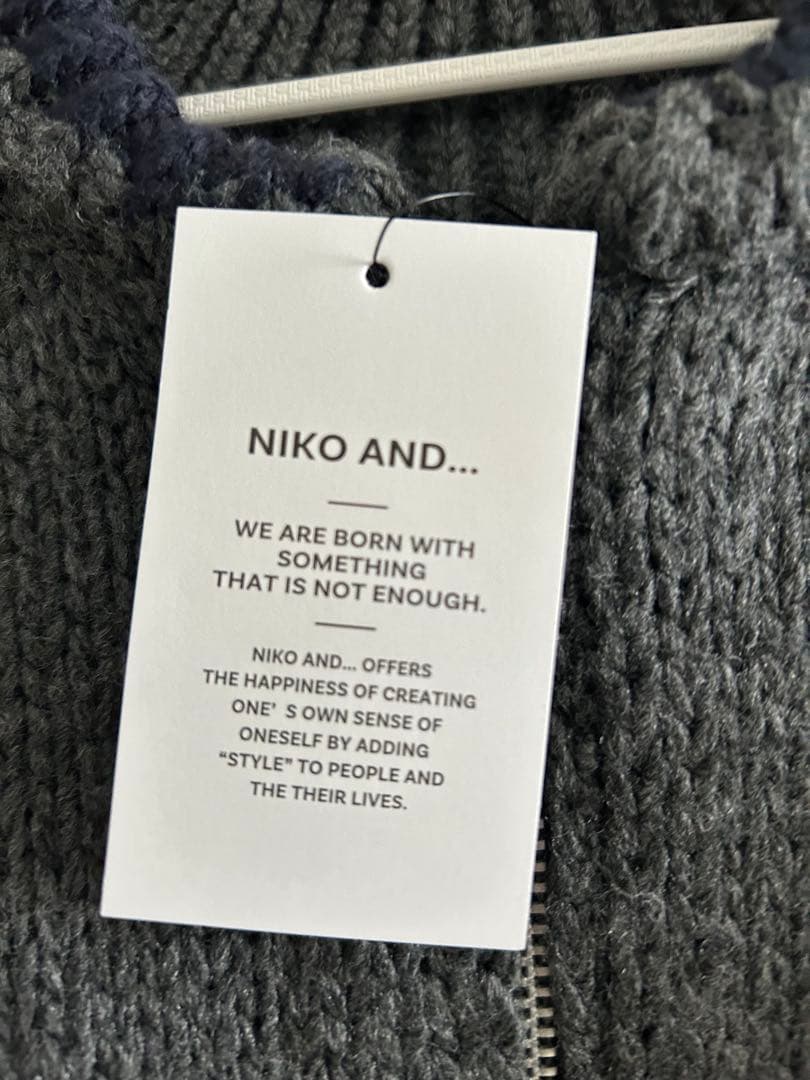 NIKO AND...
WE ARE BORN WITH
SOMETHING
THAT IS NOT ENOUGH.
NIKO AND... OFFERS
THE HAPPINESS OF CREATING
ONE' S OWN SENSE OF
ONESELF BY ADDING
“STYLE” TO PEOPLE AND
THE THEIR LIVES.